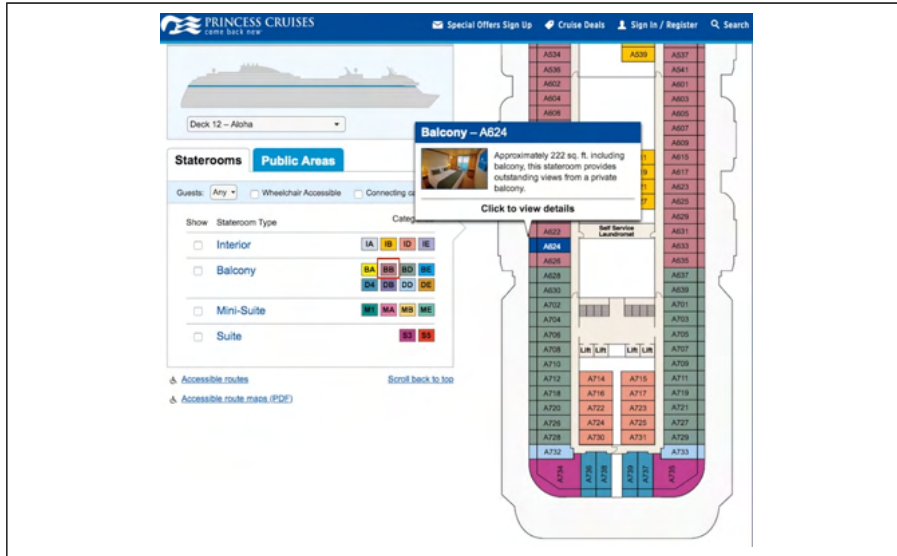 PRINCESS CRUISES
come back new
Special Offers Sign Up
Cruise Deals
Sign In / Register
Search
Deck 12 – Aloha
Staterooms
Public Areas
Guests: Any
Wheelchair Accessible
Connecting ca
Show Stateroom Type
Interior
IA IB ID IE
Balcony
BA BB BD BE
D4 DB DD DE
Mini-Suite
M1 MA MB ME
Suite
S3 S5
Accessible routes
Scroll back to top
Accessible route maps (PDF)
Balcony – A624
Approximately 222 sq. ft. including
balcony, this stateroom provides
outstanding views from a private
balcony.
Click to view details
A534 A539 A537
A536 A541
A602 A601
A604 A603
A606 A605
A607
A609
A615
A617
A623
A625
A629
A622 Self Service A631
Laundromat
A624 A633
A626 A635
A628 A637
A630 A639
A702 A701
A704 A703
A706 A705
A708 Lift Lift Lift Lift A707
A710 A709
A712 A714 A715 A711
A718 A716 A717 A719
A720 A722 A723 A721
A726 A724 A725 A727
A728 A730 A731 A729
A732 A733
A734 A736 A738 A739 A737 A735